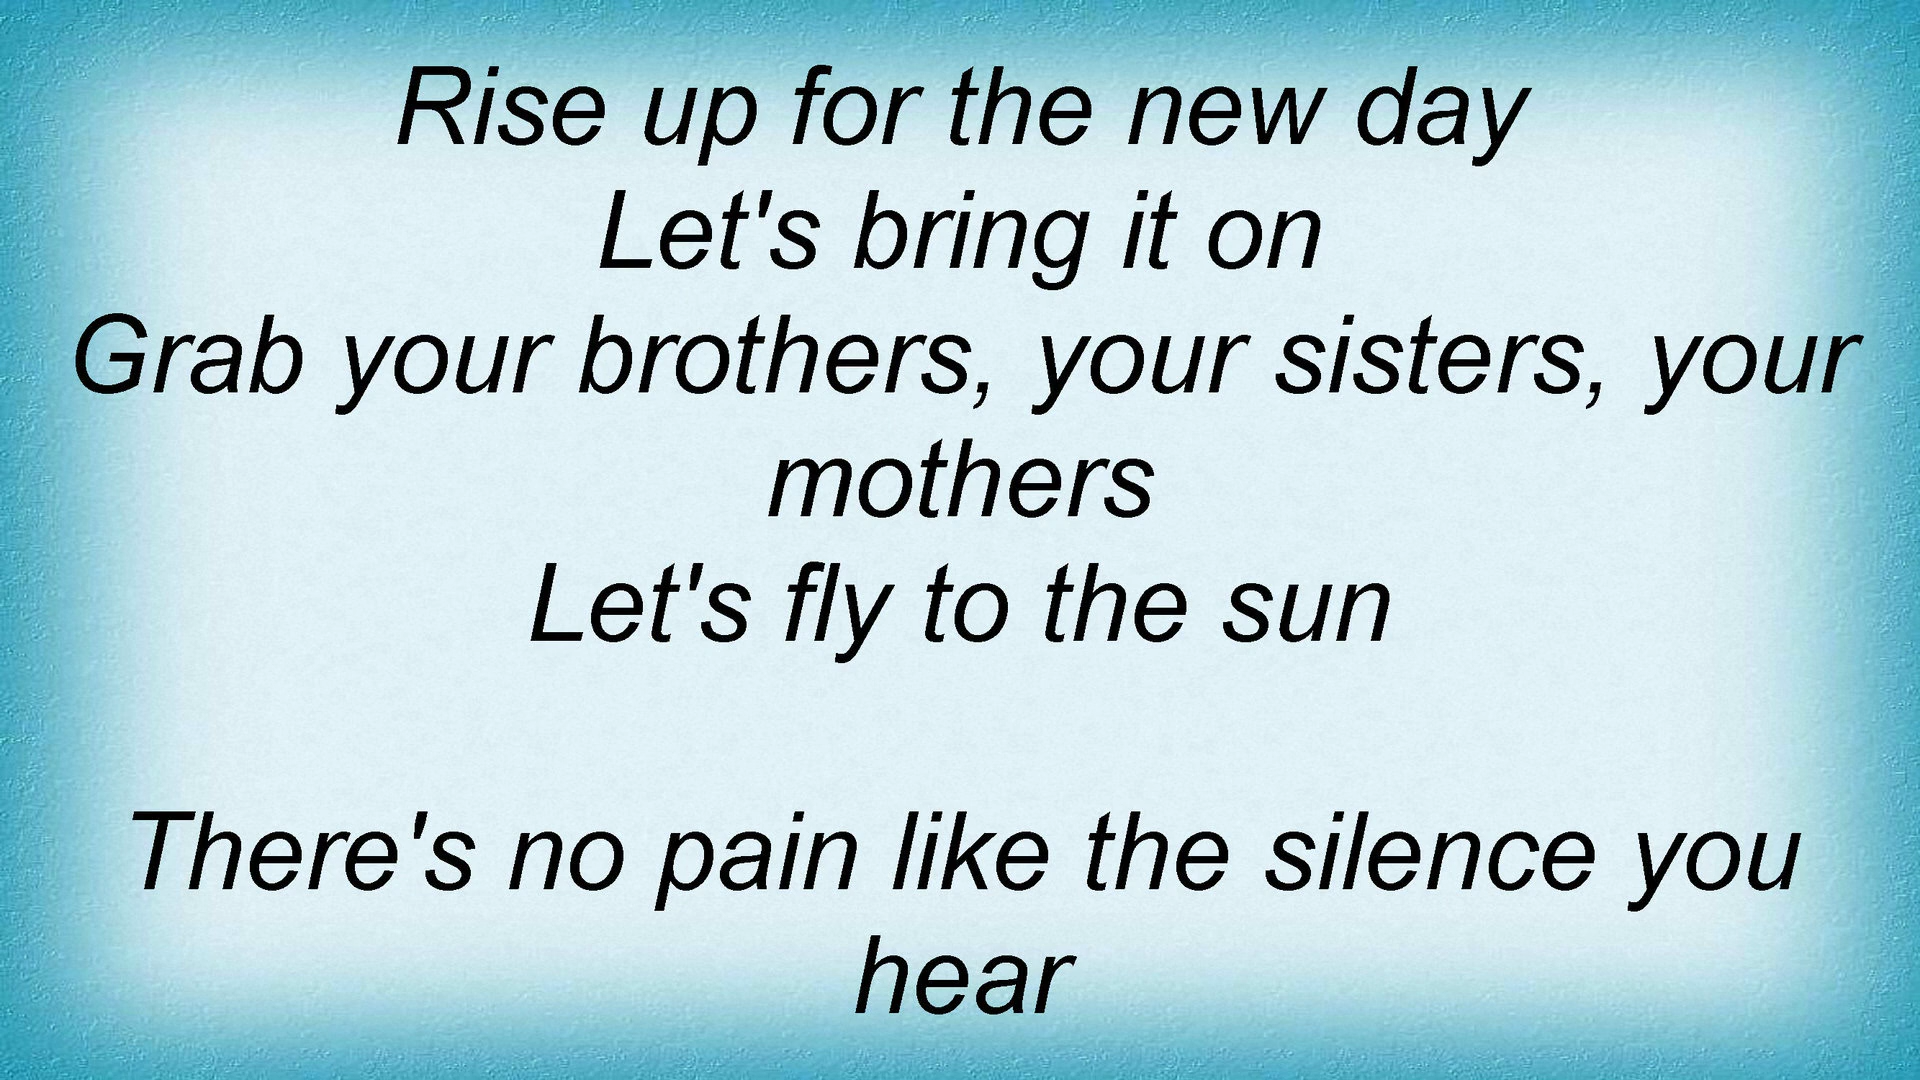 Rise up for the new day
Let's bring it on
Grab your brothers, your sisters, your
mothers
Let's fly to the sun
There's no pain like the silence you
hear